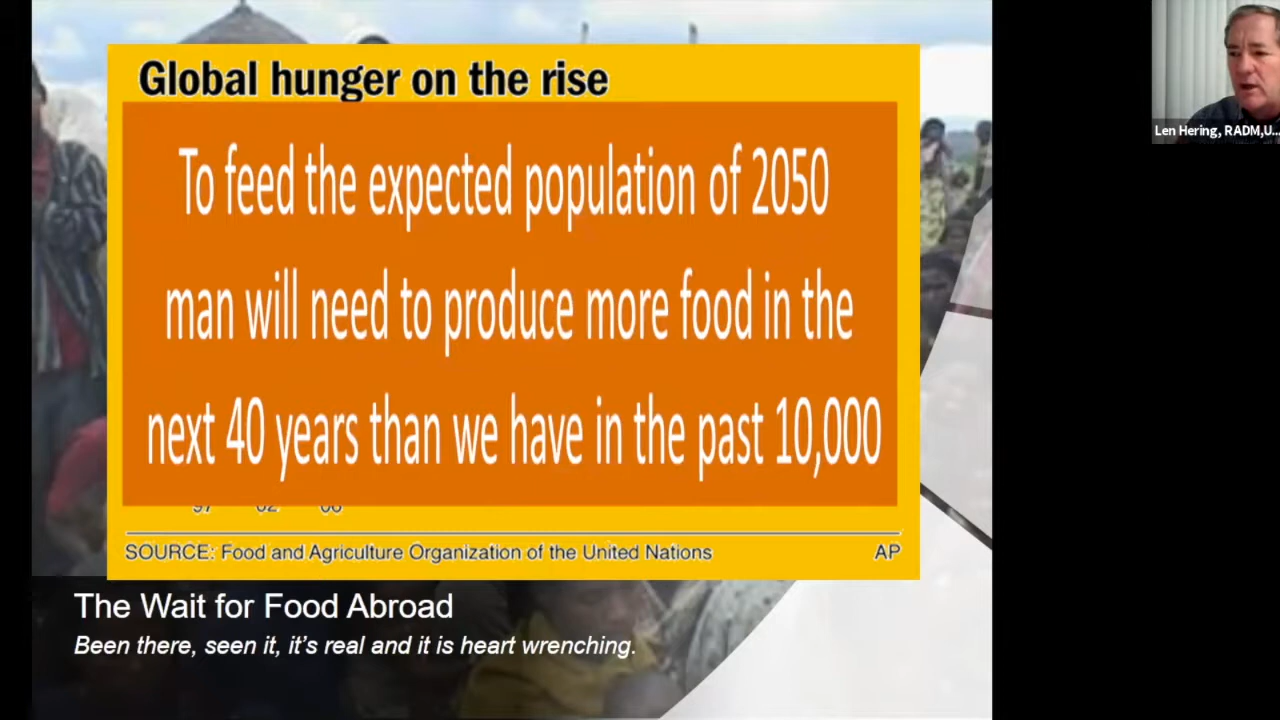 Global hunger on the rise
To feed the expected population of 2050
man will need to produce more food in the
next 40 years than we have in the past 10,000
SOURCE: Food and Agriculture Organization of the United Nations
AP
The Wait for Food Abroad
Been there, seen it, it's real and it is heart wrenching.
Len Hering, RADM,U...